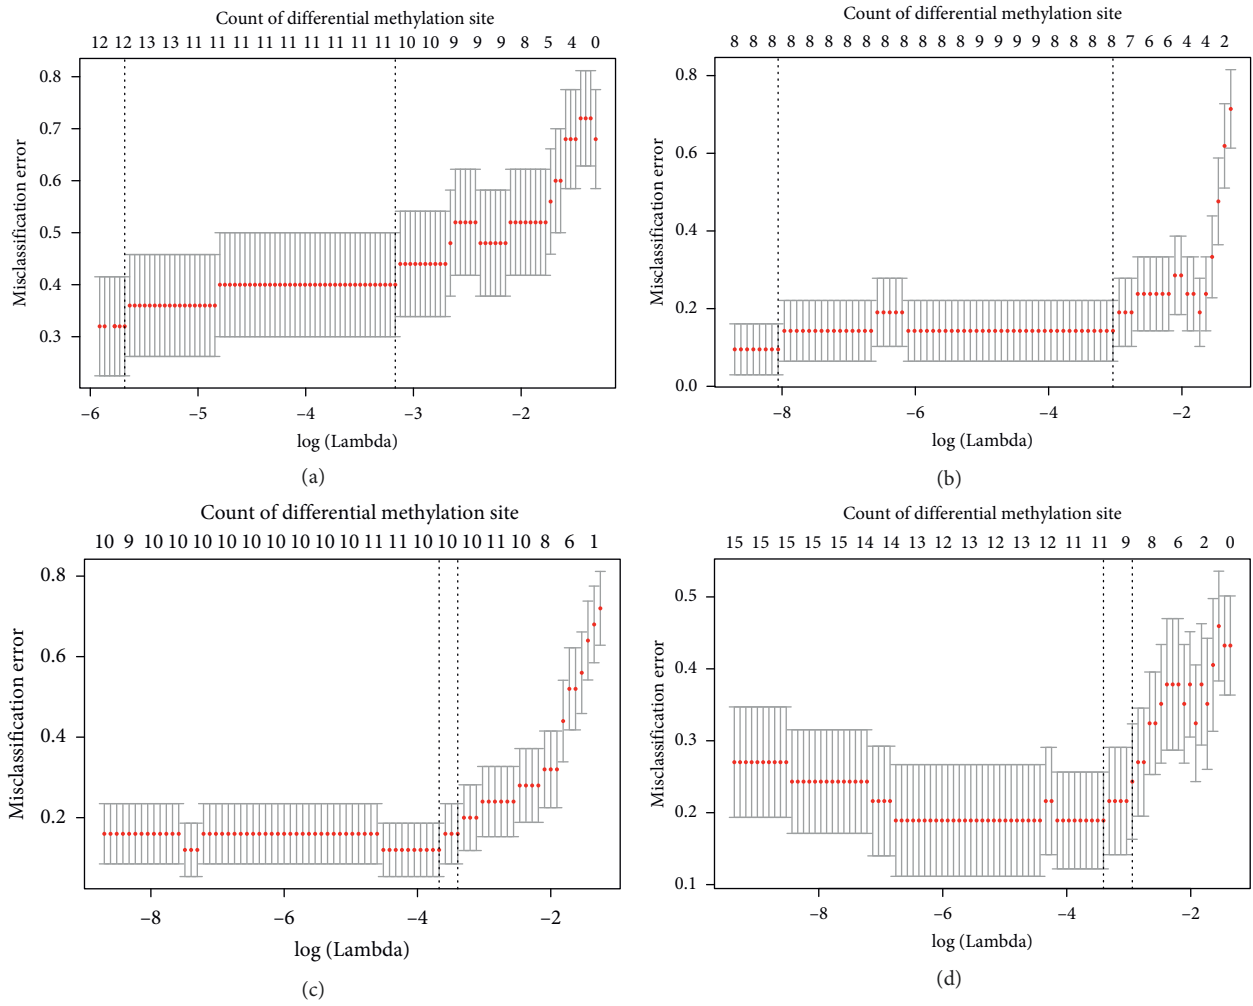 Count of differential methylation site
12 12 13 13 11 11 11 11 11 11 11 11 11 10 10 9 9 9 8 5 4 0
Misclassification error
0.8
0.7
0.6
0.5
0.4
0.3
–6 –5 –4 –3 –2
log (Lambda)
(a)
Count of differential methylation site
8 8 8 8 8 8 8 8 8 8 8 8 8 9 9 9 9 8 8 8 8 7 6 6 4 4 2
Misclassification error
0.8
0.6
0.4
0.2
0.0
–8 –6 –4 –2
log (Lambda)
(b)
Count of differential methylation site
10 9 10 10 10 10 10 10 10 10 10 11 11 10 10 10 11 10 8 6 1
Misclassification error
0.8
0.6
0.4
0.2
–8 –6 –4 –2
log (Lambda)
(c)
Count of differential methylation site
15 15 15 15 15 14 14 13 12 13 12 13 12 11 11 9 8 6 2 0
Misclassification error
0.5
0.4
0.3
0.2
0.1
–8 –6 –4 –2
log (Lambda)
(d)